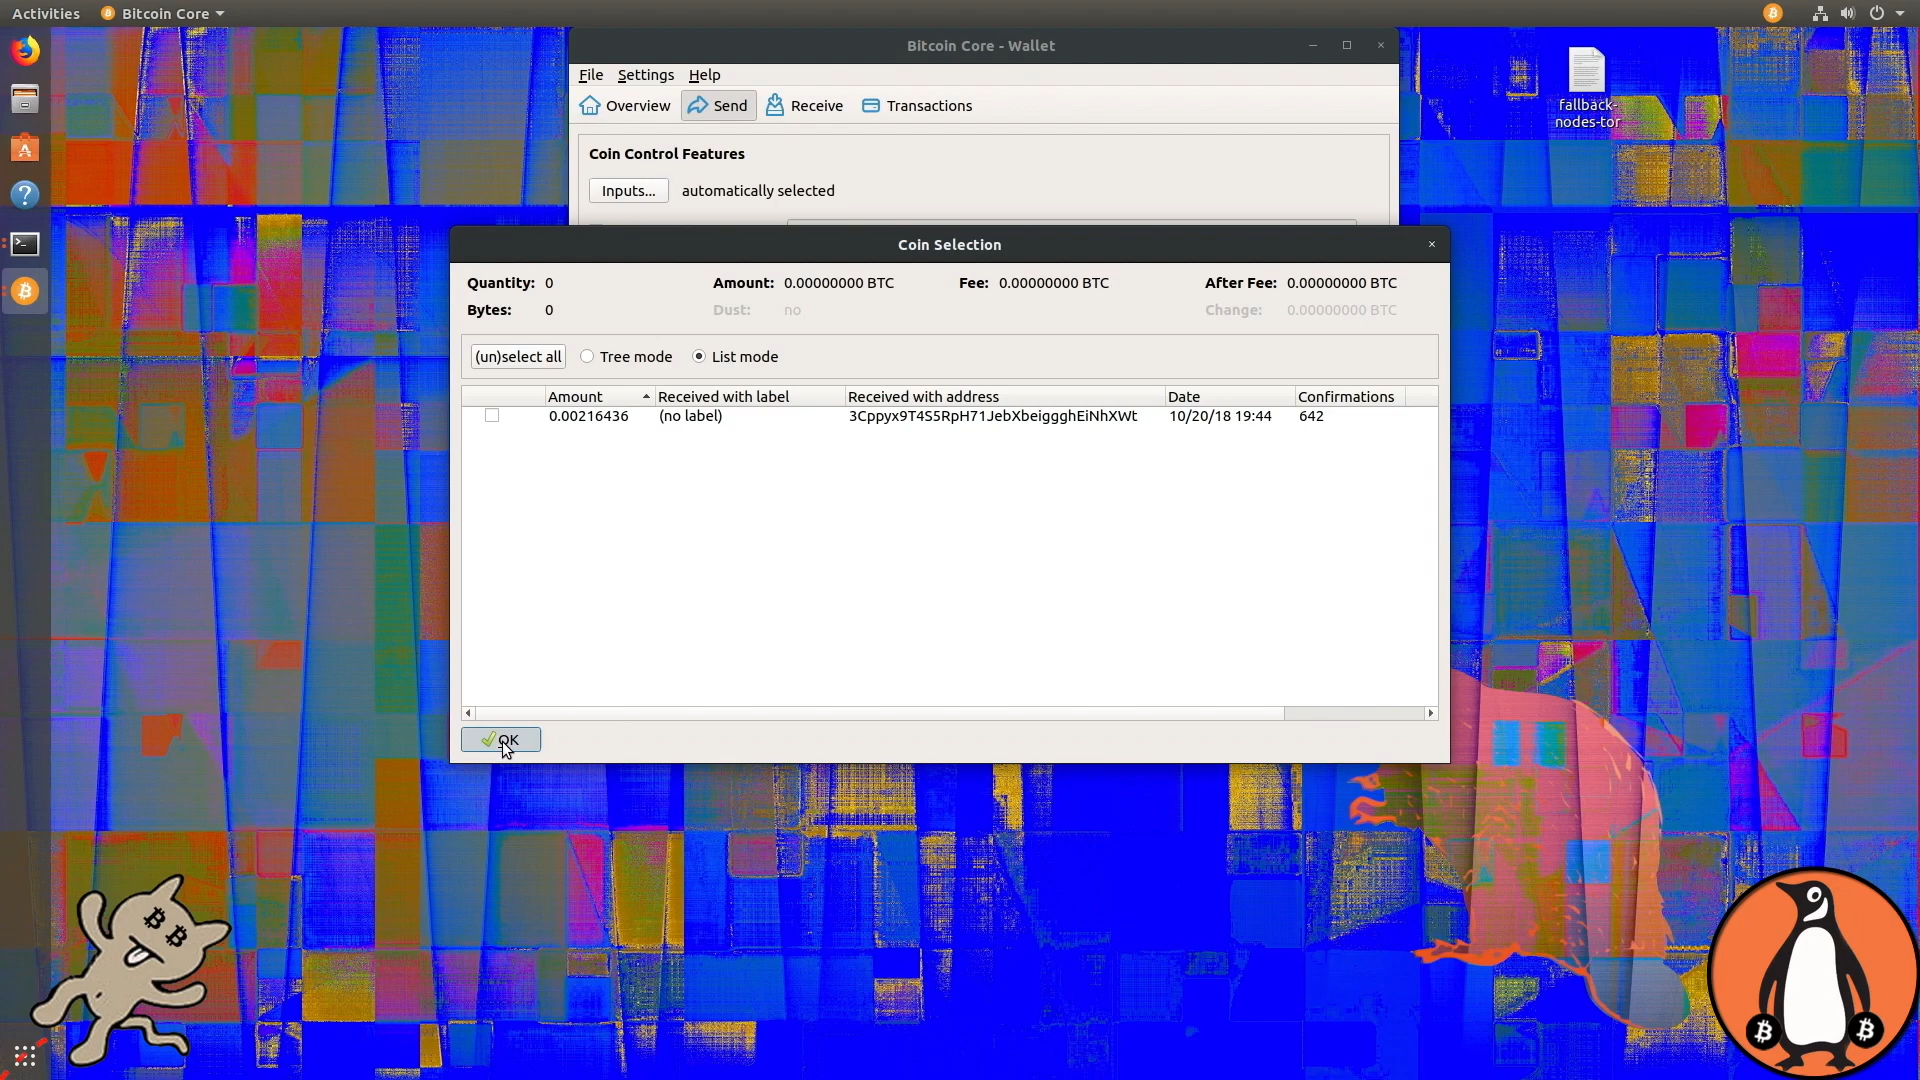 Activities
Bitcoin Core
Bitcoin Core - Wallet
File Settings Help
Overview Send Receive Transactions
fallback-
nodes-tor
Coin Control Features
Inputs... automatically selected
Coin Selection
Quantity: 0 Amount: 0.00000000 BTC Fee: 0.00000000 BTC After Fee: 0.00000000 BTC
Bytes: 0 Dust: no Change: 0.00000000 BTC
(un)select all Tree mode List mode
Amount Received with label Received with address Date Confirmations
0.00216436 (no label) 3Cppyx9T4S5RpH71JebXbeiggghEiNhXWt 10/20/18 19:44 642
OK